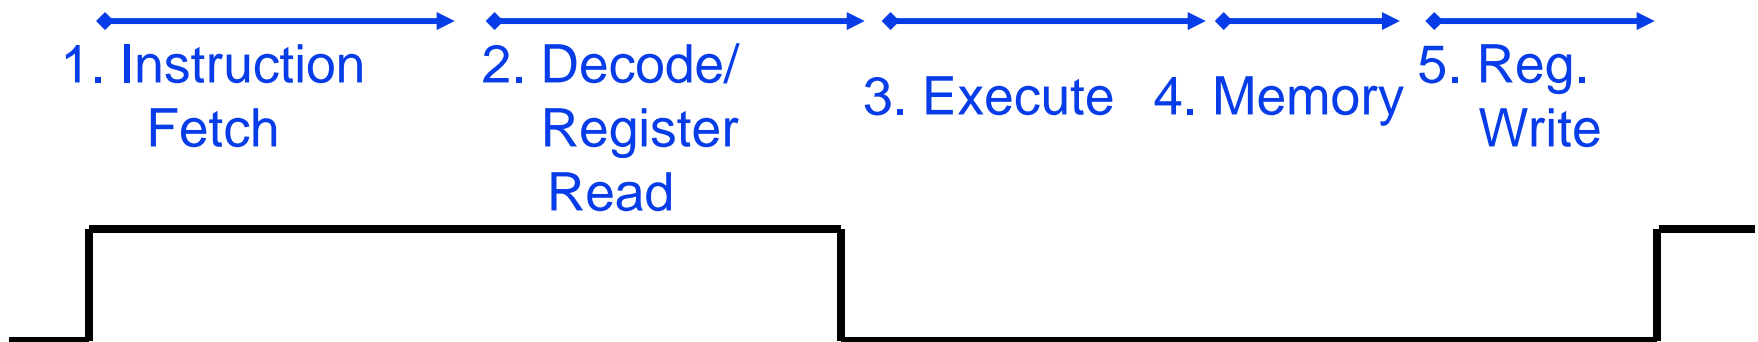 1. Instruction
Fetch
2. Decode/
Register
Read
3. Execute
4. Memory
5. Reg.
Write